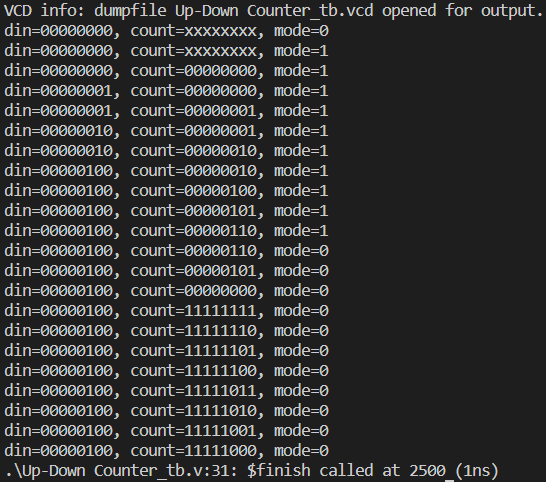 VCD info: dumpfile Up-Down Counter_tb.vcd opened for output.
din=00000000, count=xxxxxxxx, mode=0
din=00000000, count=xxxxxxxx, mode=1
din=00000000, count=00000000, mode=1
din=00000001, count=00000000, mode=1
din=00000001, count=00000001, mode=1
din=00000010, count=00000001, mode=1
din=00000010, count=00000010, mode=1
din=00000100, count=00000010, mode=1
din=00000100, count=00000100, mode=1
din=00000100, count=00000101, mode=1
din=00000100, count=00000110, mode=1
din=00000100, count=00000110, mode=0
din=00000100, count=00000101, mode=0
din=00000100, count=00000000, mode=0
din=00000100, count=11111111, mode=0
din=00000100, count=11111110, mode=0
din=00000100, count=11111101, mode=0
din=00000100, count=11111100, mode=0
din=00000100, count=11111011, mode=0
din=00000100, count=11111010, mode=0
din=00000100, count=11111001, mode=0
din=00000100, count=11111000, mode=0
.\Up-Down Counter_tb.v:31: $finish called at 2500 (1ns)